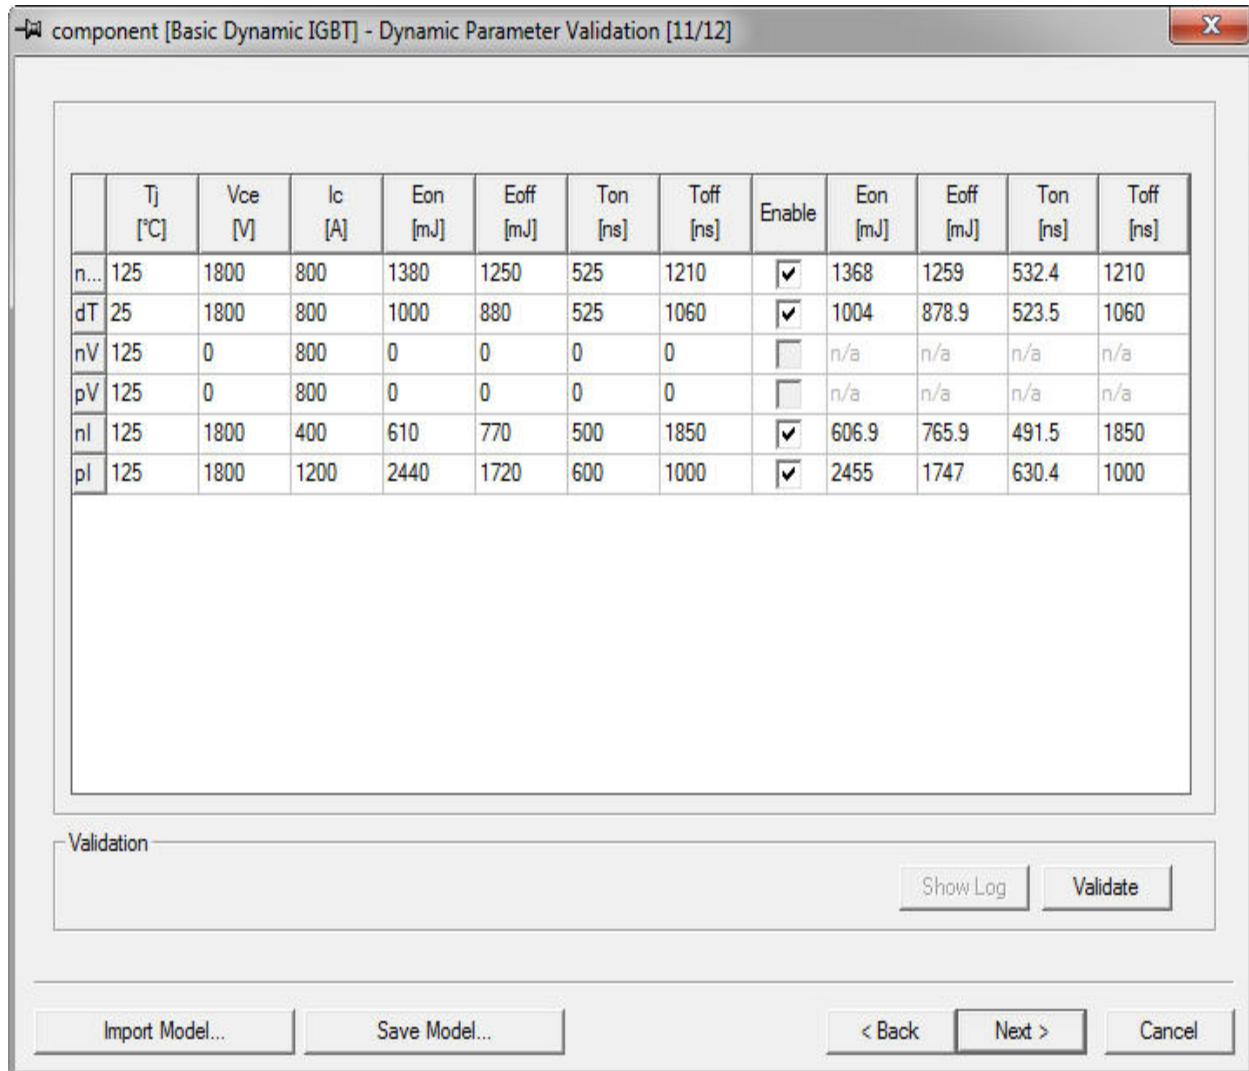 component [Basic Dynamic IGBT] - Dynamic Parameter Validation [11/12]
Tj [°C] Vce [V] Ic [A] Eon [mJ] Eoff [mJ] Ton [ns] Toff [ns] Enable Eon [mJ] Eoff [mJ] Ton [ns] Toff [ns]
n... 125 1800 800 1380 1250 525 1210 1368 1259 532.4 1210
dT 25 1800 800 1000 880 525 1060 1004 878.9 523.5 1060
nV 125 0 800 0 0 0 0 n/a n/a n/a n/a
pV 125 0 800 0 0 0 0 n/a n/a n/a n/a
nI 125 1800 400 610 770 500 1850 606.9 765.9 491.5 1850
pI 125 1800 1200 2440 1720 600 1000 2455 1747 630.4 1000
Validation
Show Log Validate
Import Model... Save Model... < Back Next > Cancel